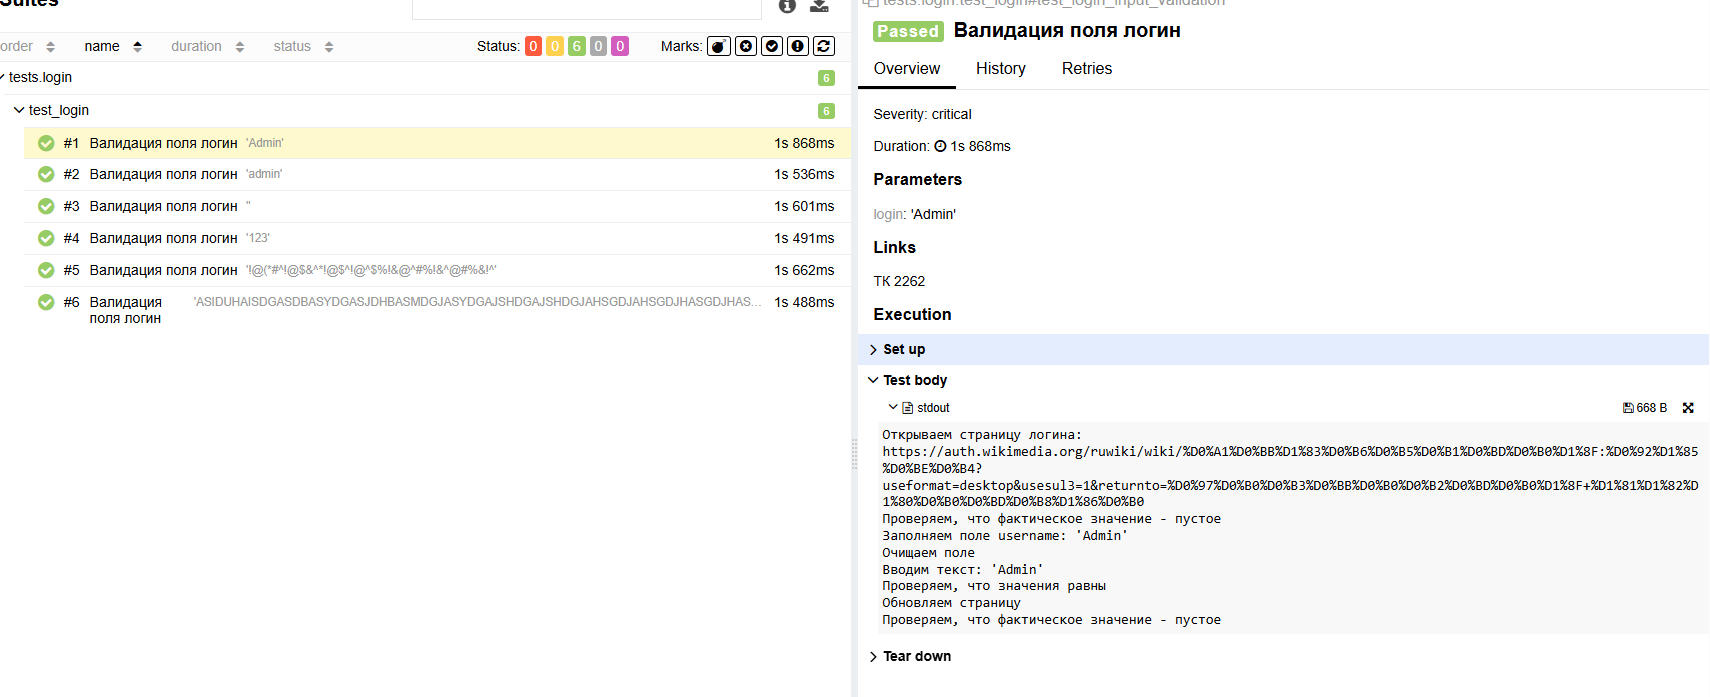 Suites
order name duration status Status: 0 0 6 0 0 Marks:
tests.login 6
test_login 6
#1 Валидация поля логин 'Admin' 1s 868ms
#2 Валидация поля логин 'admin' 1s 536ms
#3 Валидация поля логин '' 1s 601ms
#4 Валидация поля логин '123' 1s 491ms
#5 Валидация поля логин '!@(*#^!@$&^*!@$^!@^$%!&@^#%!&^@#%&!^' 1s 662ms
#6 Валидация поля логин 'ASIDUHAISDGASDBASYDGASJDHBASMDGJASYDGAJSHDGAJSHDGJAHSGDJAHSGDJHASGDJHAS... 1s 488ms
tests.login.test_login#test_login_input_validation
Passed Валидация поля логин
Overview History Retries
Severity: critical
Duration: 1s 868ms
Parameters
login: 'Admin'
Links
ТК 2262
Execution
Set up
Test body
stdout 668 B
Открываем страницу логина:
https://auth.wikimedia.org/ruwiki/wiki/%D0%A1%D0%BB%D1%83%D0%B6%D0%B5%D0%B1%D0%BD%D0%B0%D1%8F:%D0%92%D1%85
%D0%BE%D0%B4?
useformat=desktop&usesul3=1&returnto=%D0%97%D0%B0%D0%B3%D0%BB%D0%B0%D0%B2%D0%BD%D0%B0%D1%8F+%D1%81%D1%82%D
1%80%D0%B0%D0%BD%D0%B8%D1%86%D0%B0
Проверяем, что фактическое значение - пустое
Заполняем поле username: 'Admin'
Очищаем поле
Вводим текст: 'Admin'
Проверяем, что значения равны
Обновляем страницу
Проверяем, что фактическое значение - пустое
Tear down